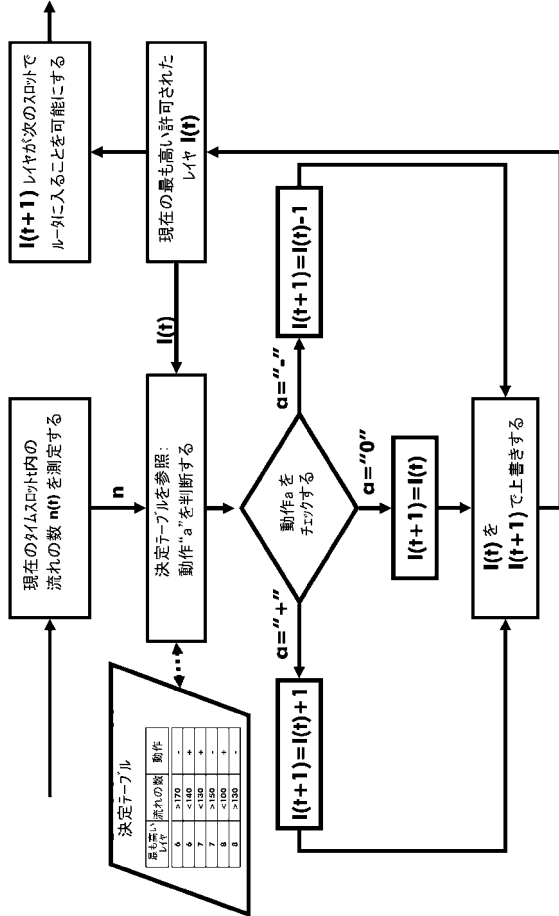 現在のタイムスロットt内の
流れの数 n(t) を測定する
l(t+1) レイヤが次のスロットで
ルータに入ることを可能にする
n
決定テーブル
最も高い
レイヤ 流れの数 動作
6 >170 -
6 <140 +
7 <130 +
7 >150 -
8 <100 +
8 >130 -
決定テーブルを参照:
動作“a”を判断する
l(t)
現在の最も高い許可された
レイヤ l(t)
動作a を
チェックする
a=“+”
a=“0”
a=“-”
l(t+1)=l(t)+1
l(t+1)=l(t)
l(t+1)=l(t)-1
l(t) を
l(t+1) で上書きする